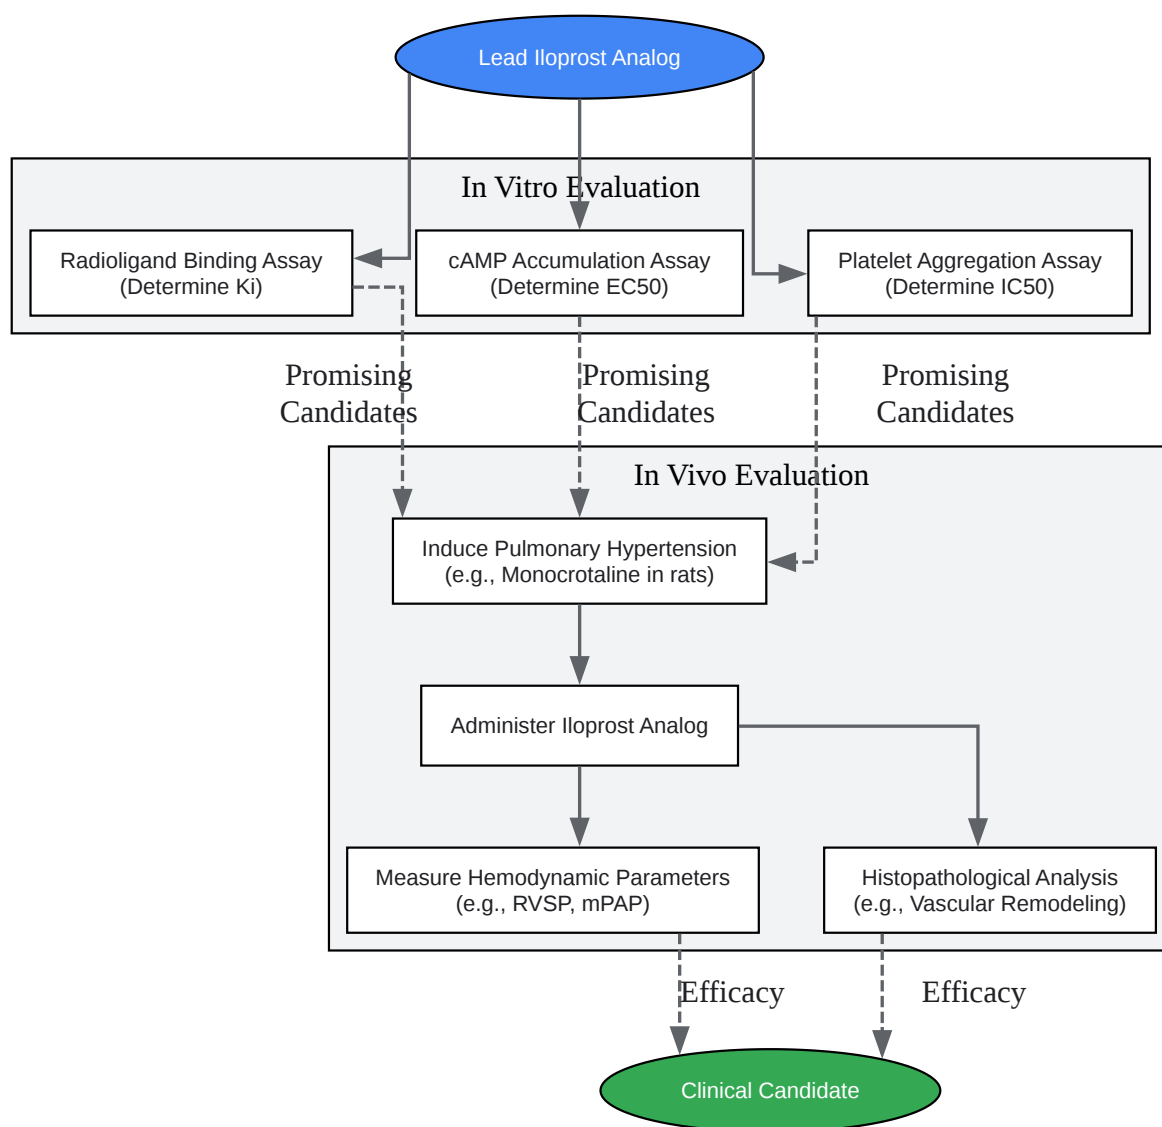 Lead Iloprost Analog
In Vitro Evaluation
Radioligand Binding Assay
(Determine Ki)
cAMP Accumulation Assay
(Determine EC50)
Platelet Aggregation Assay
(Determine IC50)
Promising
Candidates
Promising
Candidates
Promising
Candidates
In Vivo Evaluation
Induce Pulmonary Hypertension
(e.g., Monocrotaline in rats)
Administer Iloprost Analog
Measure Hemodynamic Parameters
(e.g., RVSP, mPAP)
Histopathological Analysis
(e.g., Vascular Remodeling)
Efficacy
Efficacy
Clinical Candidate